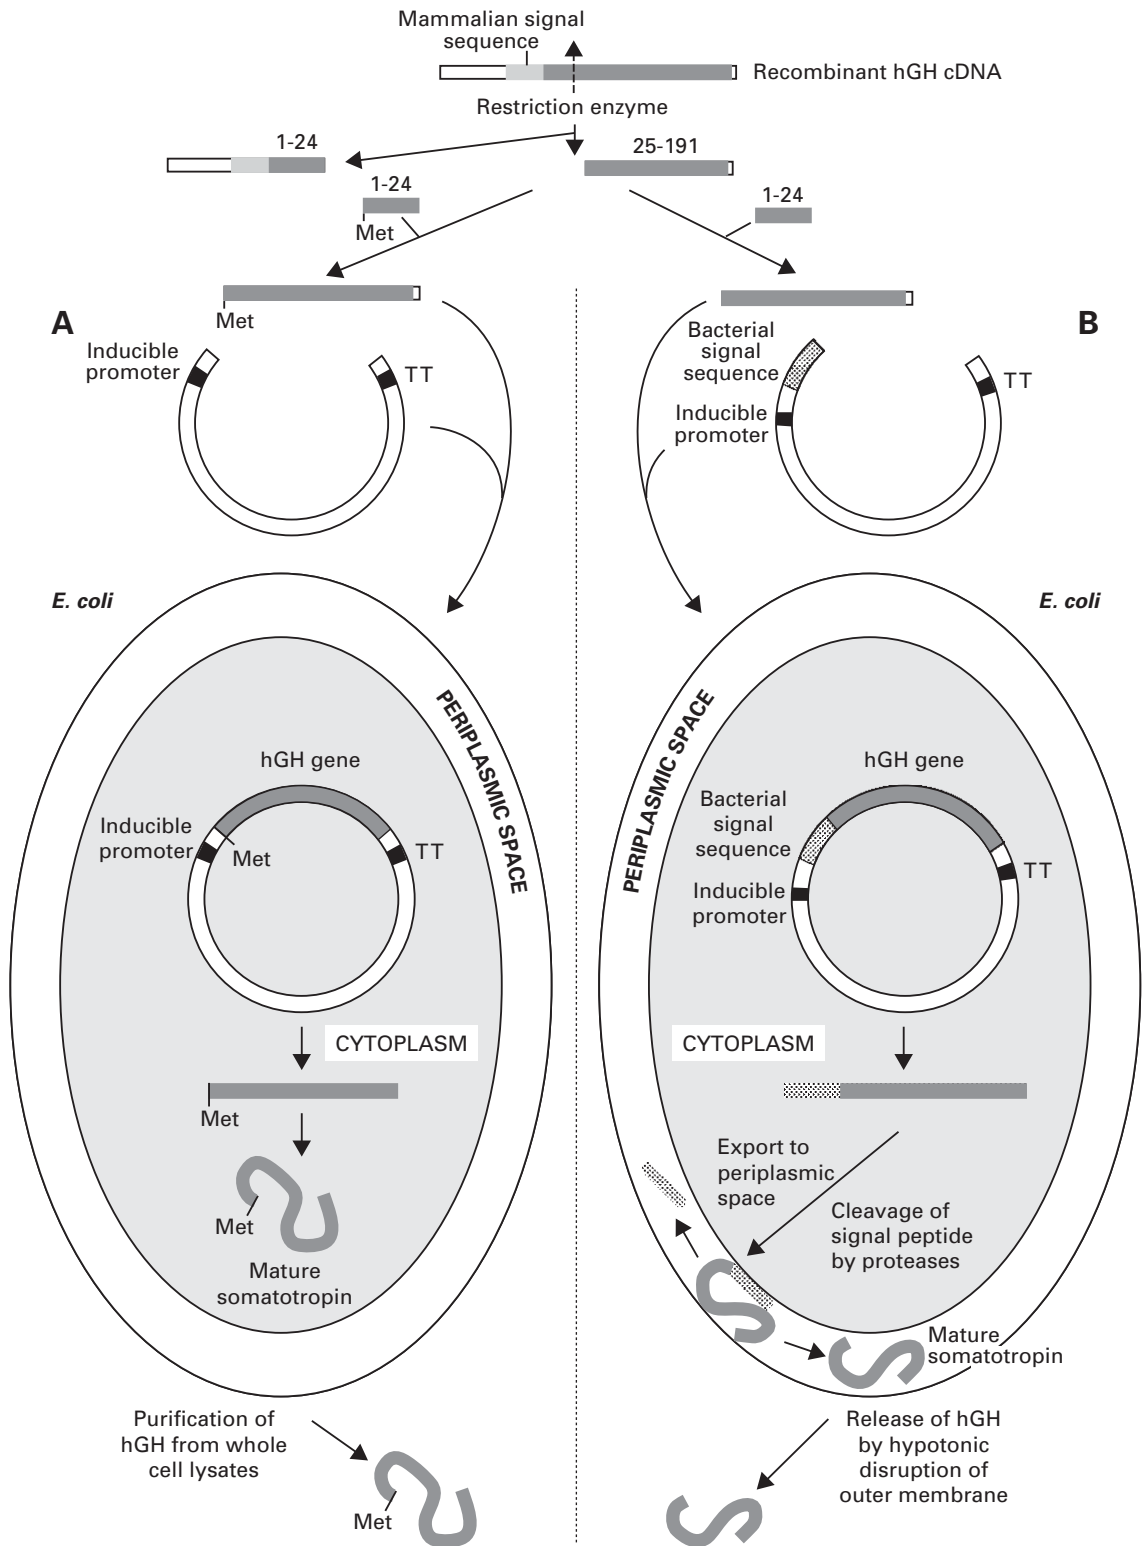 Mammalian signal
sequence
Recombinant hGH cDNA
Restriction enzyme
1-24
25-191
1-24
Met
1-24
Met
A
B
Inducible
promoter
TT
Bacterial
signal
sequence
Inducible
promoter
TT
E. coli
E. coli
PERIPLASMIC SPACE
PERIPLASMIC SPACE
hGH gene
Inducible
promoter
Met
TT
hGH gene
Bacterial
signal
sequence
Inducible
promoter
TT
CYTOPLASM
CYTOPLASM
Met
Met
Mature
somatotropin
Export to
periplasmic
space
Cleavage of
signal peptide
by proteases
Mature
somatotropin
Purification of
hGH from whole
cell lysates
Met
Release of hGH
by hypotonic
disruption of
outer membrane